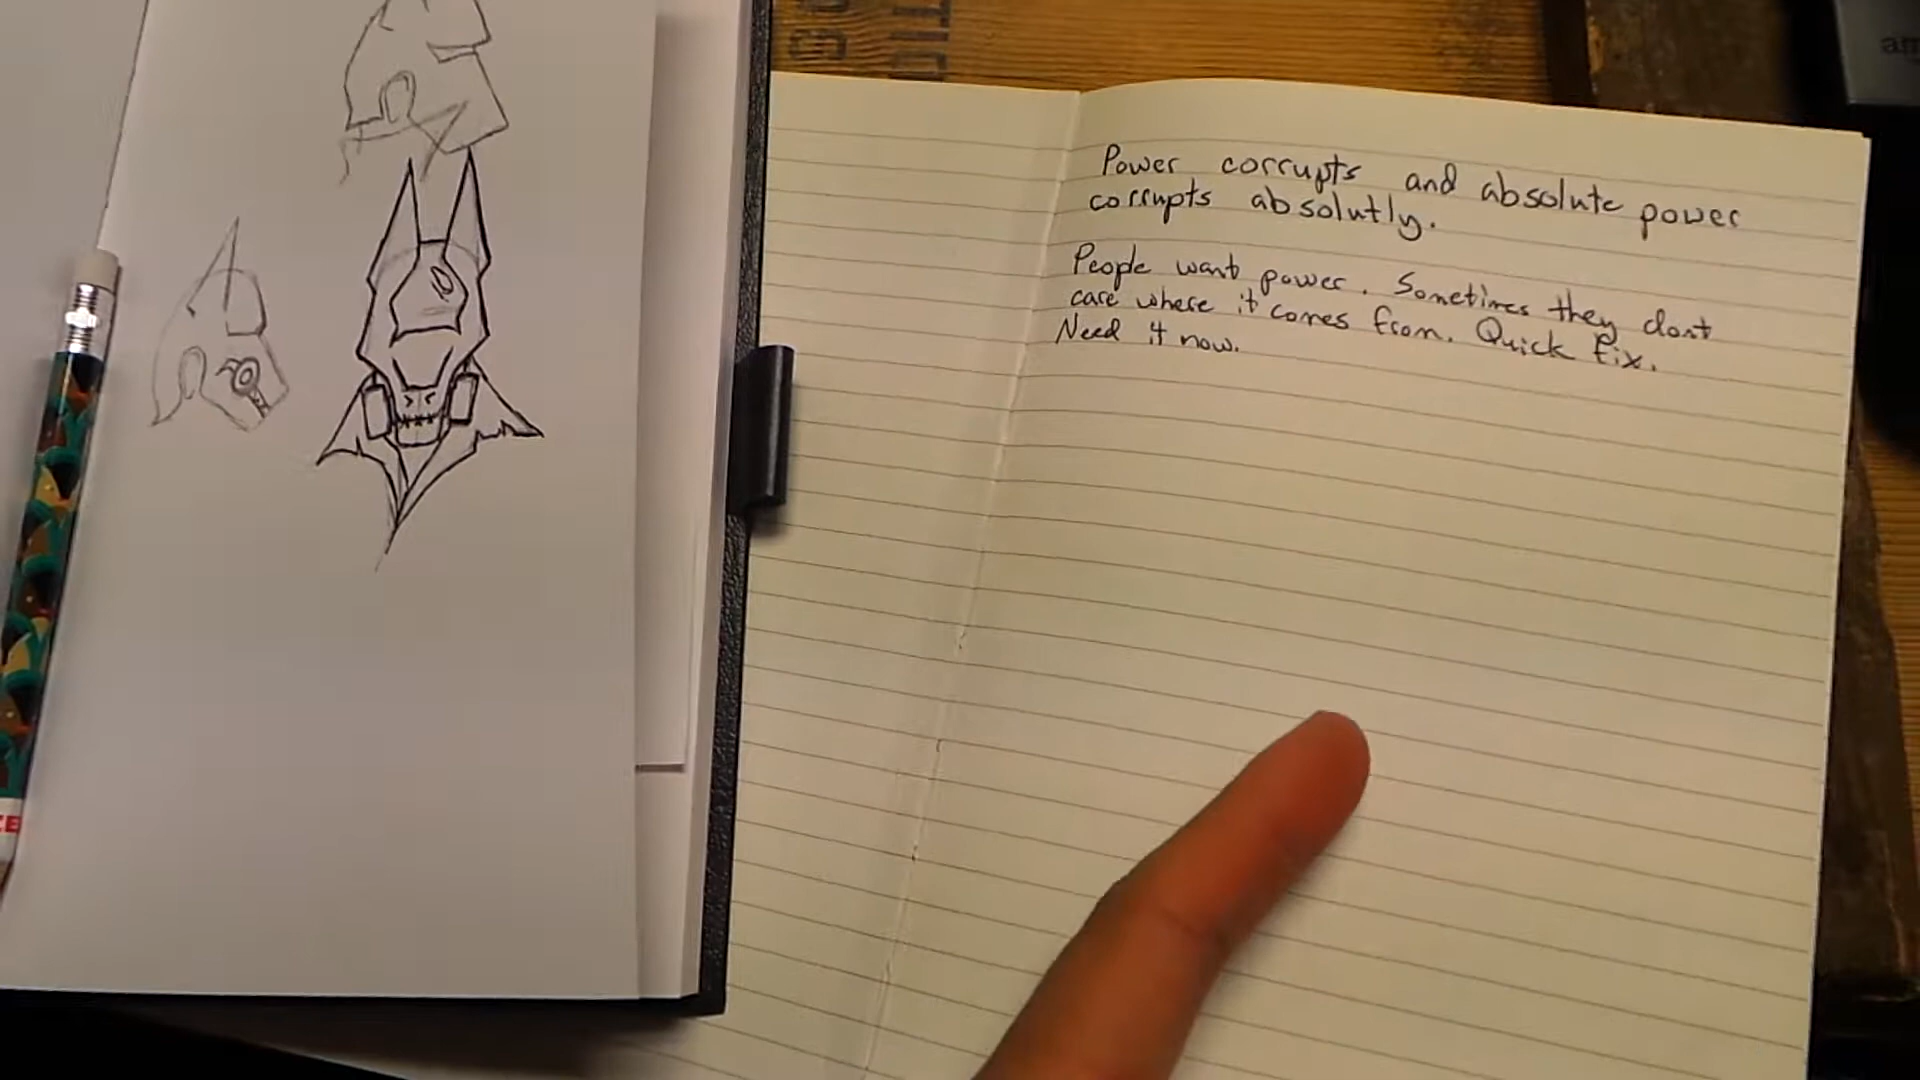 Power corrupts and absolute power
corrupts absolutly.
People want power. Sometimes they dont
care where it comes from. Quick fix.
Need it now.